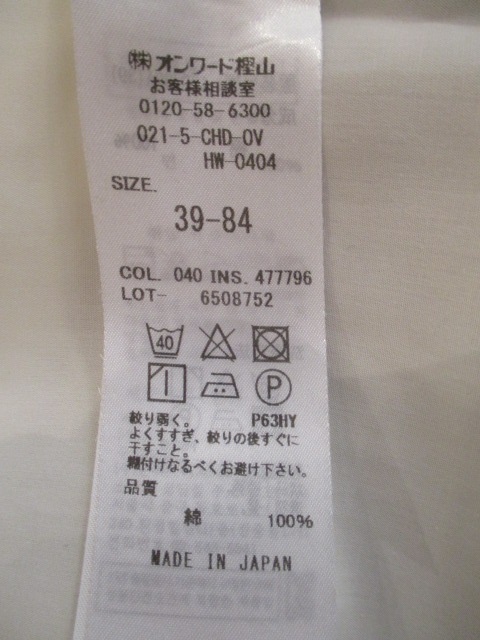 ㈱オンワード樫山
お客様相談室
0120-58-6300
021-5-CHD-OV
HW-0404
SIZE.
39-84
COL. 040 INS. 477796
LOT- 6508752
40
P
絞り弱く。 P63HY
よくすすぎ、絞りの後すぐに
干すこと。
糊付けなるべくお避け下さい。
品質
綿 100%
MADE IN JAPAN